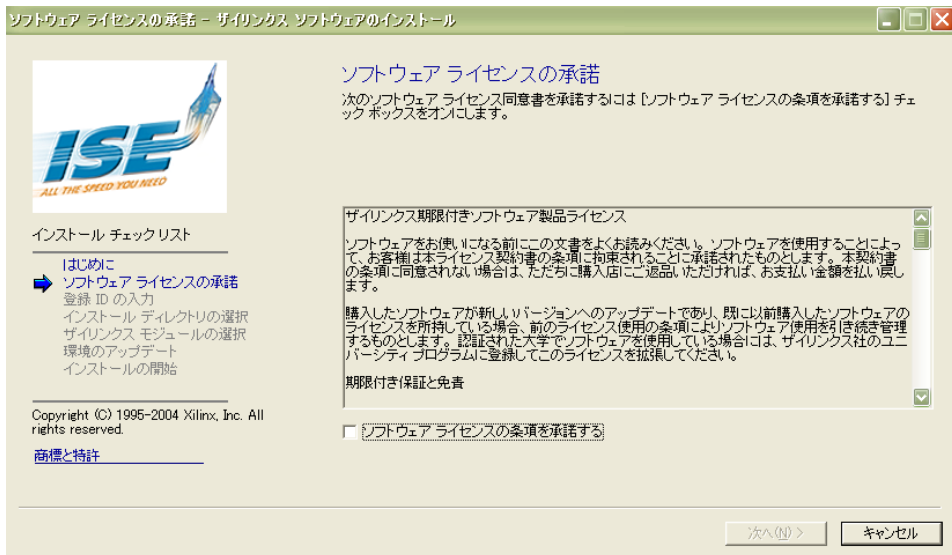 ソフトウェア ライセンスの承諾 - ザイリンクス ソフトウェアのインストール
ISE
ALL THE SPEED YOU NEED
インストール チェックリスト
はじめに
ソフトウェア ライセンスの承諾
登録 ID の入力
インストール ディレクトリの選択
ザイリンクス モジュールの選択
環境のアップデート
インストールの開始
Copyright (C) 1995-2004 Xilinx, Inc. All
rights reserved.
商標と特許
ソフトウェア ライセンスの承諾
次のソフトウェア ライセンス同意書を承諾するには [ソフトウェア ライセンスの条項を承諾する] チェ
ック ボックスをオンにします。
ザイリンクス期限付きソフトウェア製品ライセンス
ソフトウェアをお使いになる前にこの文書をよくお読みください。ソフトウェアを使用することによっ
て、お客様は本ライセンス契約書の条項に拘束されることに承諾されたものとします。本契約書
の条項に同意されない場合は、ただちに購入店にご返品いただければ、お支払い金額を払い戻し
ます。
購入したソフトウェアが新しいバージョンへのアップデートであり、既に以前購入したソフトウェアの
ライセンスを所持している場合、前のライセンス使用の条項によりソフトウェア使用を引き続き管理
するものとします。認証された大学でソフトウェアを使用している場合には、ザイリンクス社のユニ
バーシティ プログラムに登録してこのライセンスを拡張してください。
期限付き保証と免責
ソフトウェア ライセンスの条項を承諾する
次へ(N) >
キャンセル